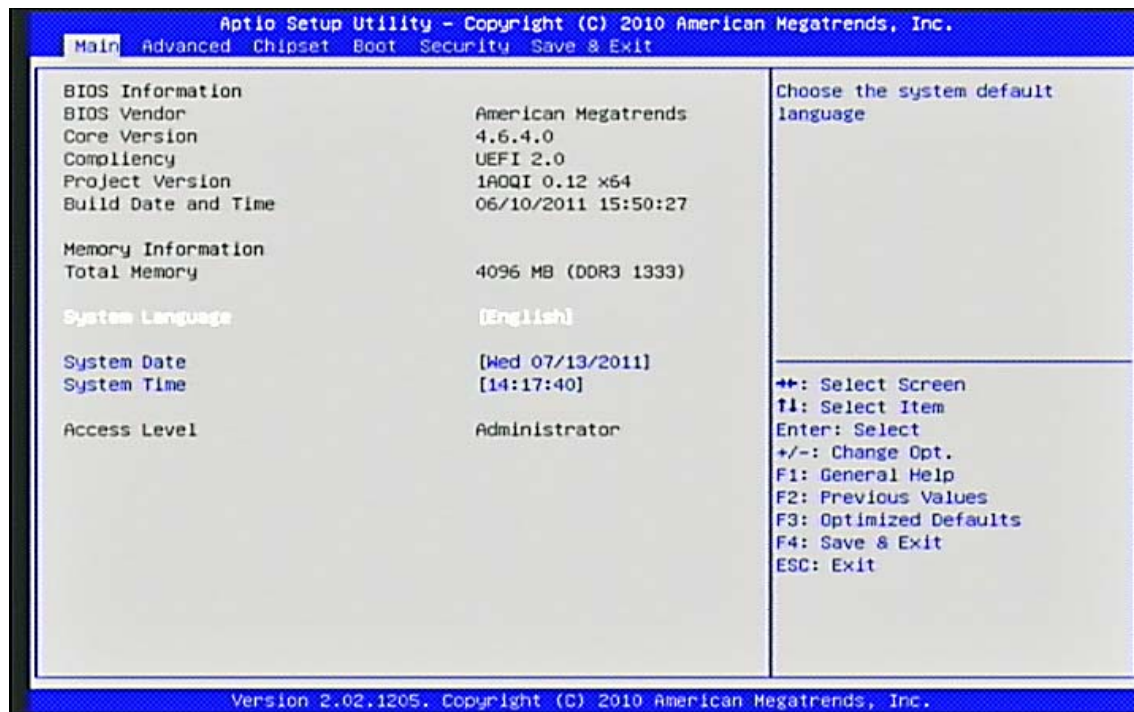 Aptio Setup Utility – Copyright (C) 2010 American Megatrends, Inc.
Main Advanced Chipset Boot Security Save & Exit
BIOS Information
BIOS Vendor American Megatrends
Core Version 4.6.4.0
Compliency UEFI 2.0
Project Version 1AOQI 0.12 x64
Build Date and Time 06/10/2011 15:50:27
Memory Information
Total Memory 4096 MB (DDR3 1333)
System Language [English]
System Date [Wed 07/13/2011]
System Time [14:17:40]
Access Level Administrator
Choose the system default
language
→←: Select Screen
↑↓: Select Item
Enter: Select
+/-: Change Opt.
F1: General Help
F2: Previous Values
F3: Optimized Defaults
F4: Save & Exit
ESC: Exit
Version 2.02.1205. Copyright (C) 2010 American Megatrends, Inc.